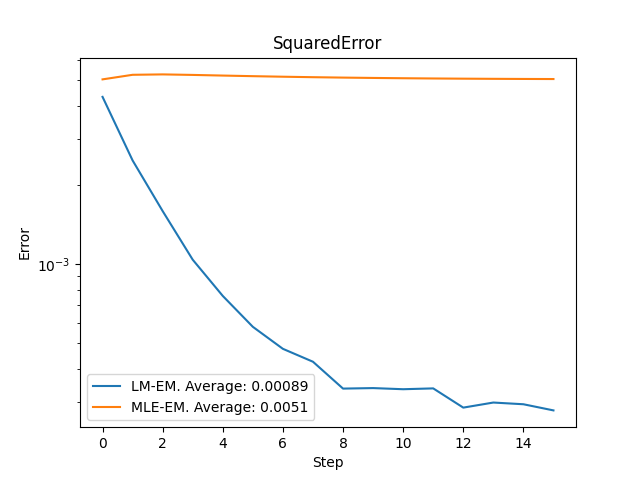 SquaredError
Error
10⁻³
LM-EM. Average: 0.00089
MLE-EM. Average: 0.0051
0 2 4 6 8 10 12 14
Step